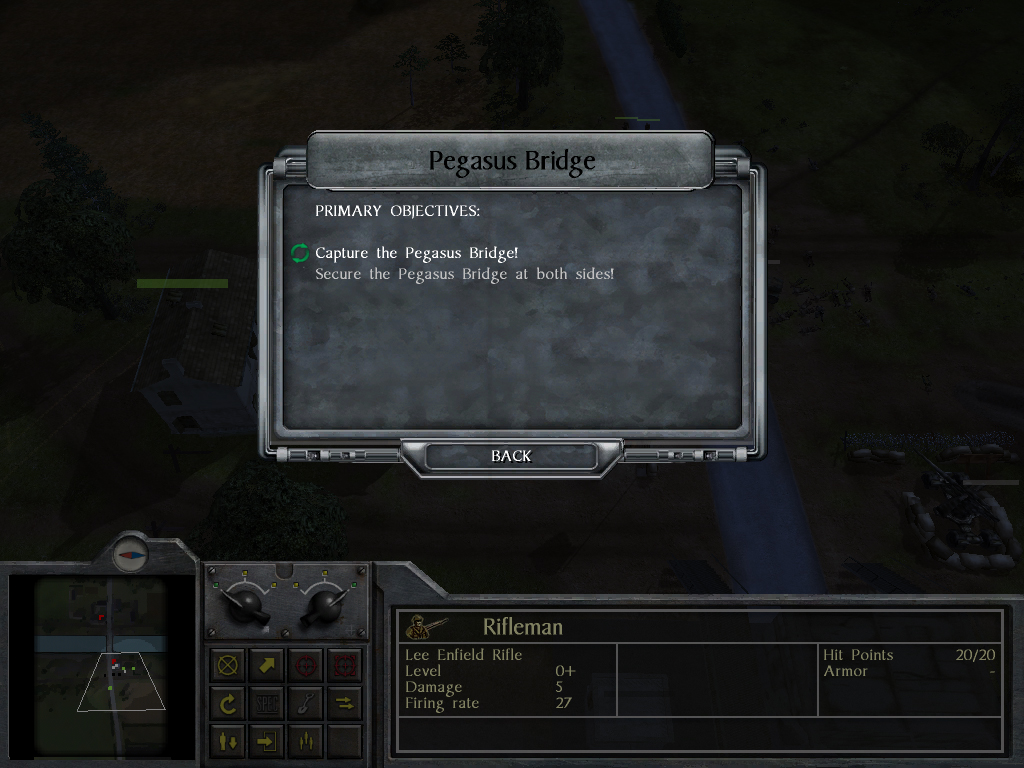 Pegasus Bridge
PRIMARY OBJECTIVES:
Capture the Pegasus Bridge!
Secure the Pegasus Bridge at both sides!
BACK
Rifleman
Lee Enfield Rifle
Level 0+
Damage 5
Firing rate 27
Hit Points 20/20
Armor -